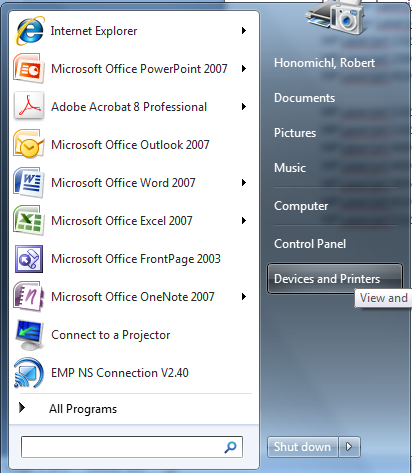 Internet Explorer
Microsoft Office PowerPoint 2007
Adobe Acrobat 8 Professional
Microsoft Office Outlook 2007
Microsoft Office Word 2007
Microsoft Office Excel 2007
Microsoft Office FrontPage 2003
Microsoft Office OneNote 2007
Connect to a Projector
EMP NS Connection V2.40
All Programs
Honomichl, Robert
Documents
Pictures
Music
Computer
Control Panel
Devices and Printers
View and
Shut down